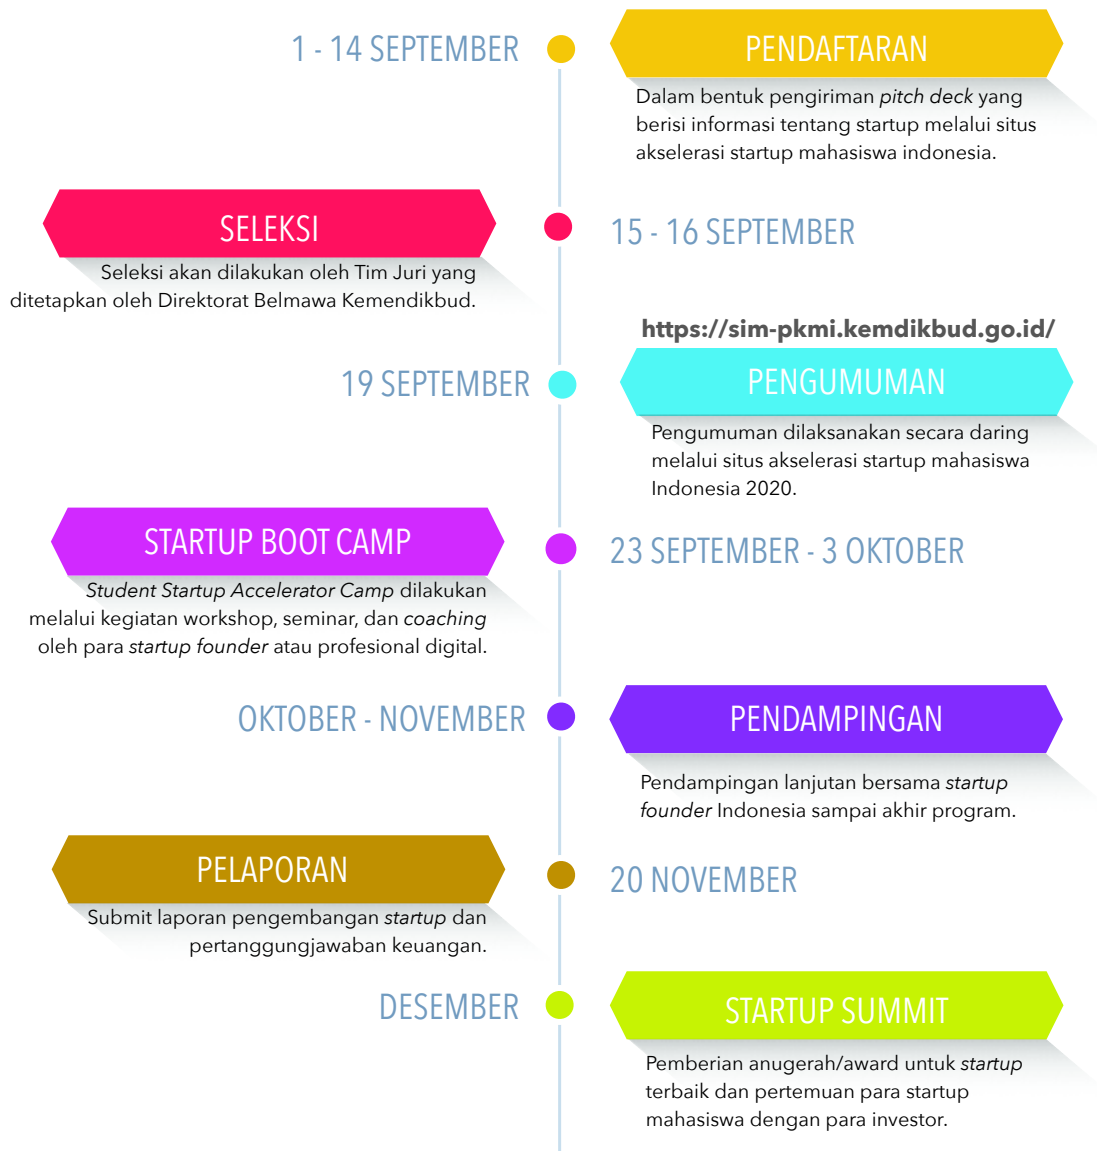 1 - 14 SEPTEMBER
PENDAFTARAN
Dalam bentuk pengiriman pitch deck yang
berisi informasi tentang startup melalui situs
akselerasi startup mahasiswa indonesia.
SELEKSI
15 - 16 SEPTEMBER
Seleksi akan dilakukan oleh Tim Juri yang
ditetapkan oleh Direktorat Belmawa Kemendikbud.
https://sim-pkmi.kemdikbud.go.id/
19 SEPTEMBER
PENGUMUMAN
Pengumuman dilaksanakan secara daring
melalui situs akselerasi startup mahasiswa
Indonesia 2020.
STARTUP BOOT CAMP
23 SEPTEMBER - 3 OKTOBER
Student Startup Accelerator Camp dilakukan
melalui kegiatan workshop, seminar, dan coaching
oleh para startup founder atau profesional digital.
OKTOBER - NOVEMBER
PENDAMPINGAN
Pendampingan lanjutan bersama startup
founder Indonesia sampai akhir program.
PELAPORAN
20 NOVEMBER
Submit laporan pengembangan startup dan
pertanggungjawaban keuangan.
DESEMBER
STARTUP SUMMIT
Pemberian anugerah/award untuk startup
terbaik dan pertemuan para startup
mahasiswa dengan para investor.